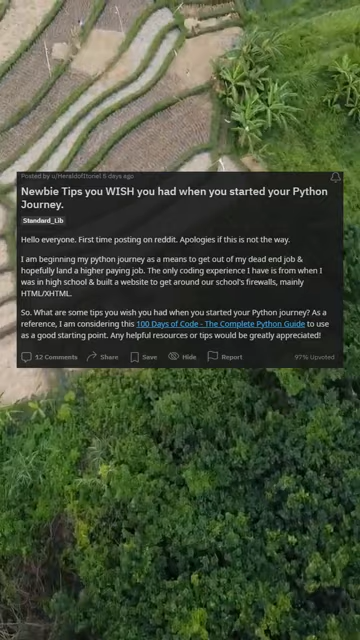 Posted by u/HeraldofItone1 5 days ago
Newbie Tips you WISH you had when you started your Python
Journey.
Standard_Lib
Hello everyone. First time posting on reddit. Apologies if this is not the way.
I am beginning my python journey as a means to get out of my dead end job &
hopefully land a higher paying job. The only coding experience I have is from when I
was in high school & built a website to get around our school's firewalls, mainly
HTML/XHTML.
So. What are some tips you wish you had when you started your Python journey? As a
reference, I am considering this 100 Days of Code - The Complete Python Guide to use
as a good starting point. Any helpful resources or tips would be greatly appreciated!
12 Comments Share Save Hide Report 97% Upvoted